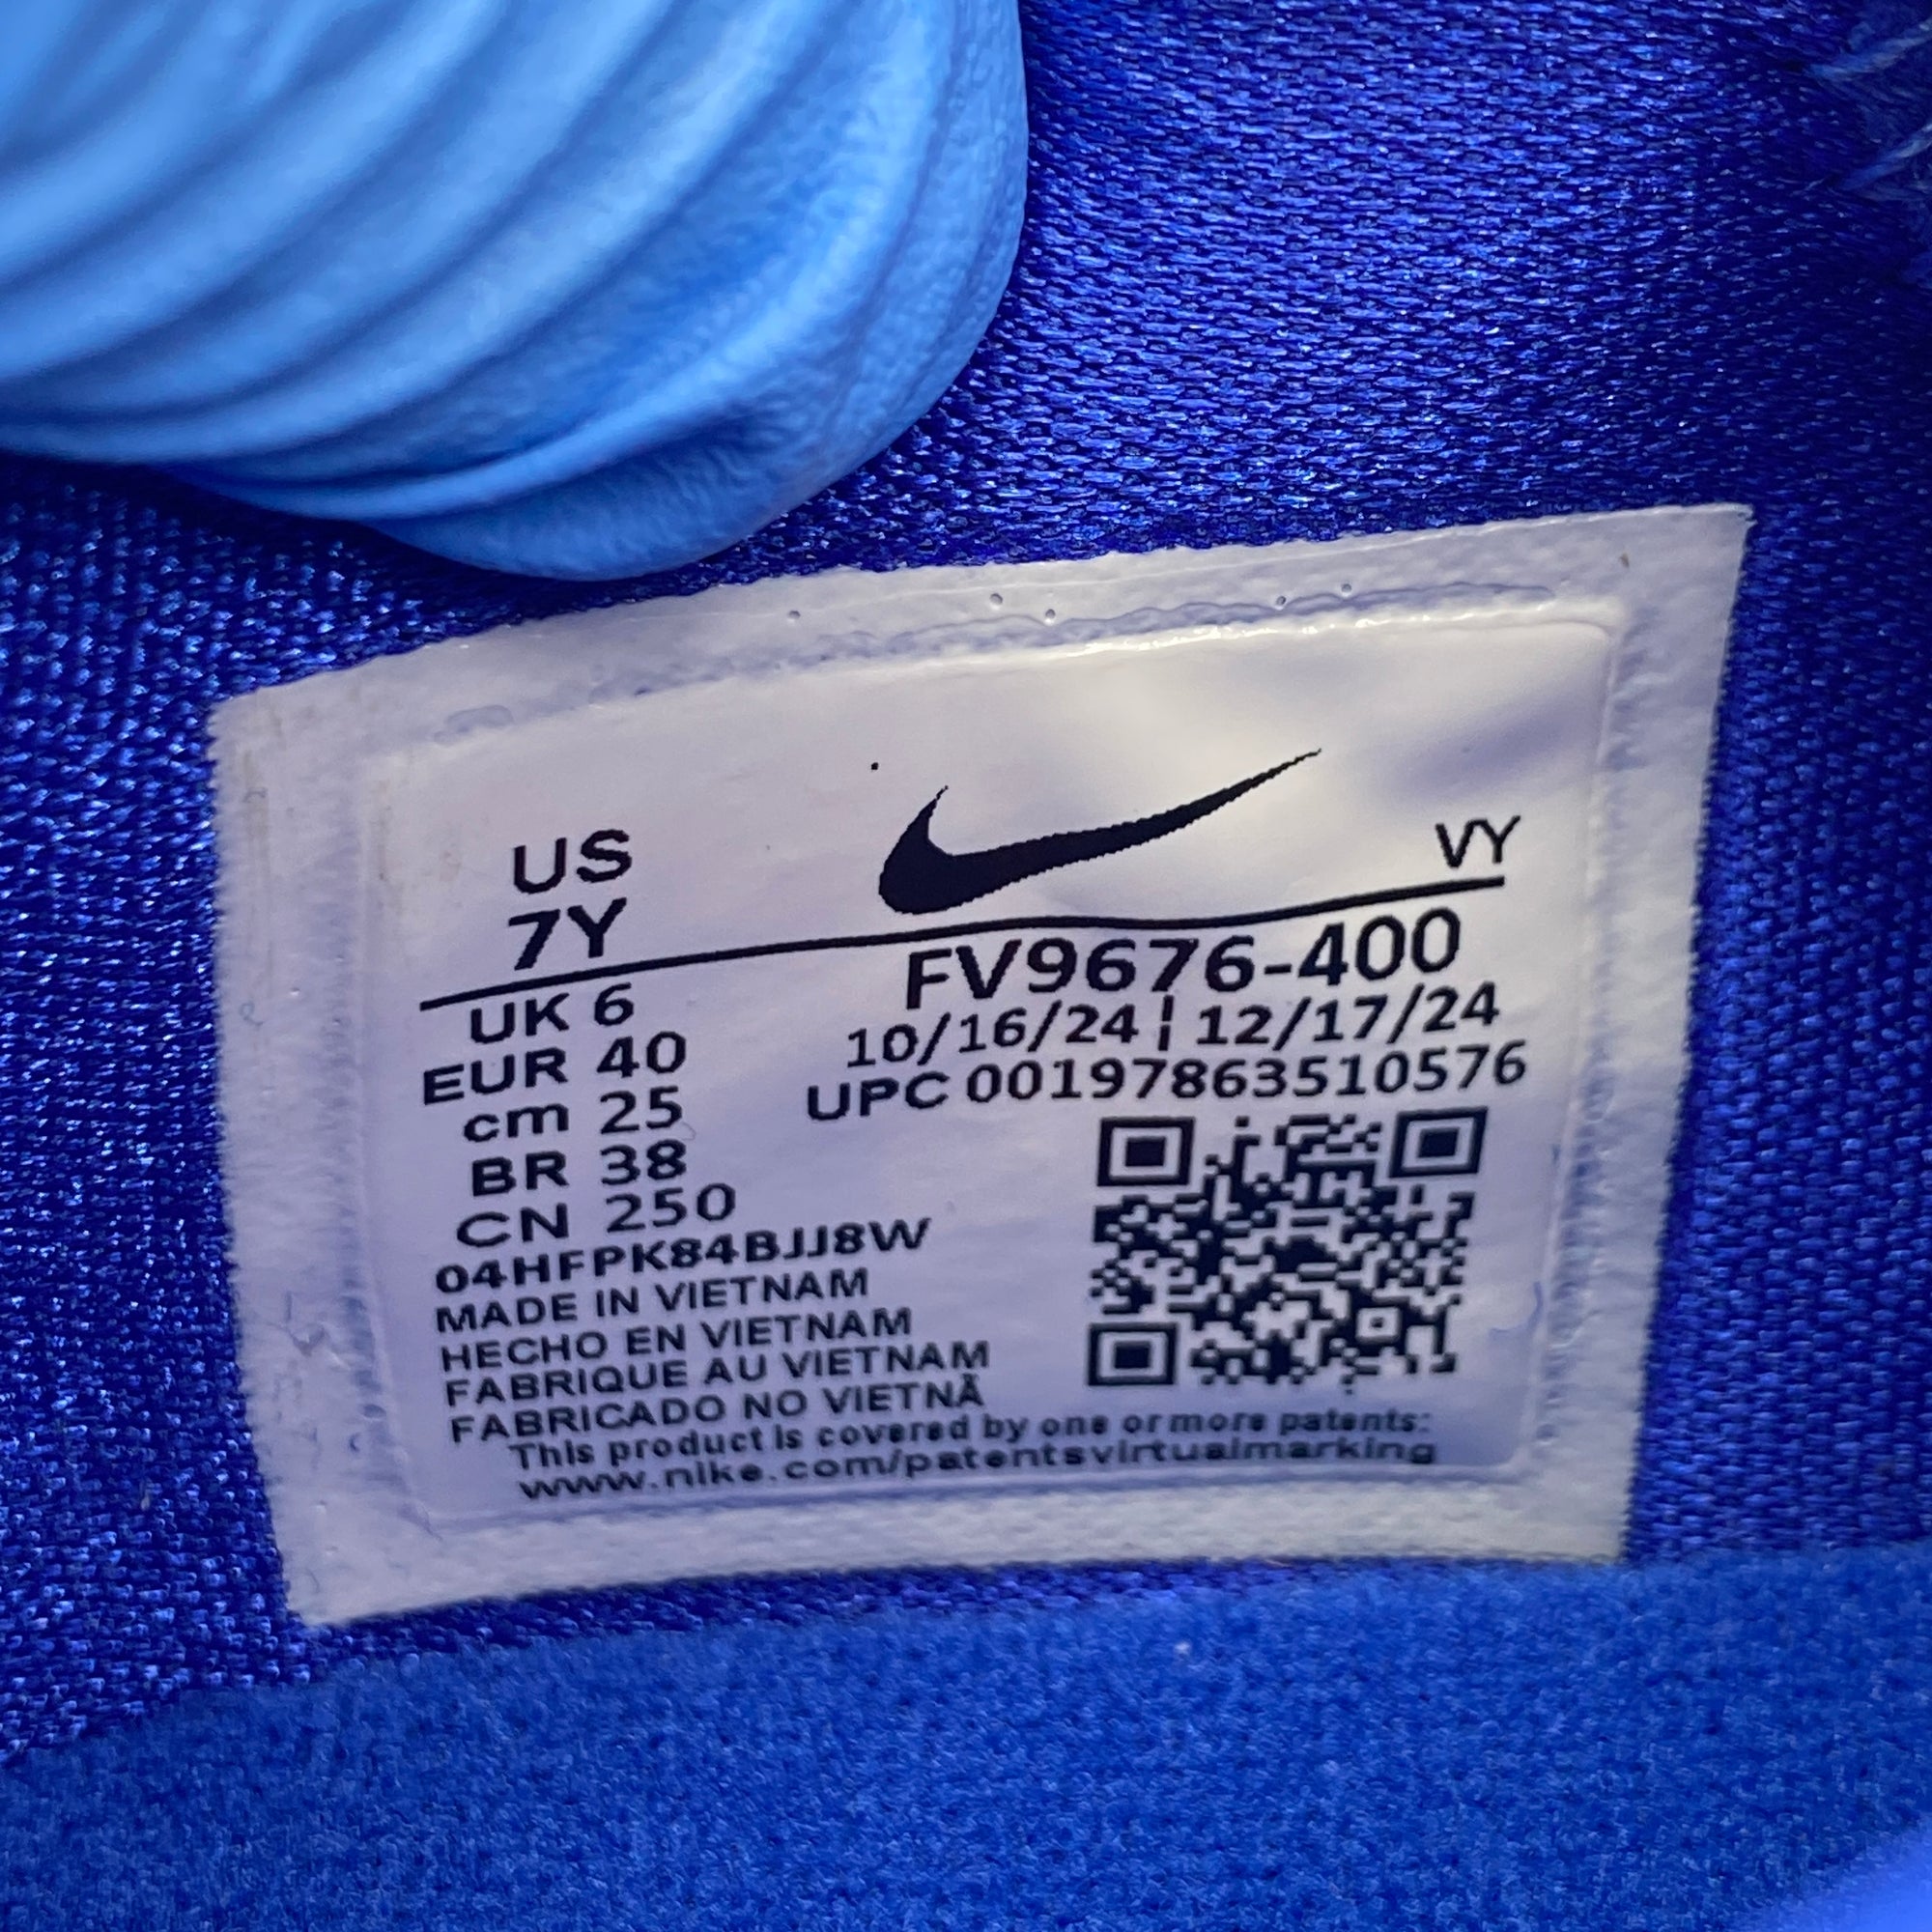 US
7Y
VY
UK 6
EUR 40
cm 25
BR 38
CN 250
FV9676-400
10/16/24 ¦ 12/17/24
UPC 00197863510576
04HFPK84BJJ8W
MADE IN VIETNAM
HECHO EN VIETNAM
FABRIQUE AU VIETNAM
FABRICADO NO VIETNÃ
This product is covered by one or more patents:
www.nike.com/patentsvirtualmarking